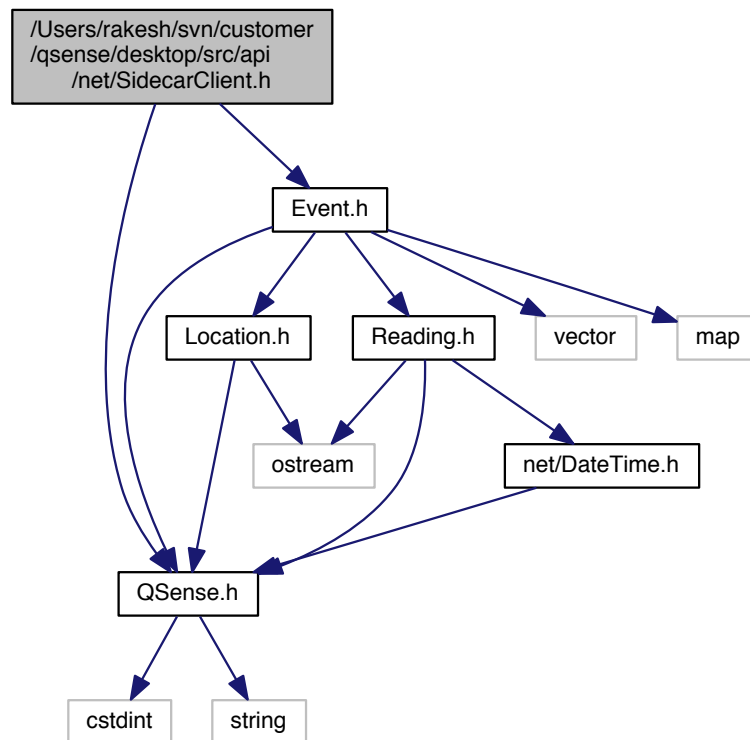 /Users/rakesh/svn/customer
/qsense/desktop/src/api
/net/SidecarClient.h
Event.h
Location.h
Reading.h
vector
map
ostream
net/DateTime.h
QSense.h
cstdint
string